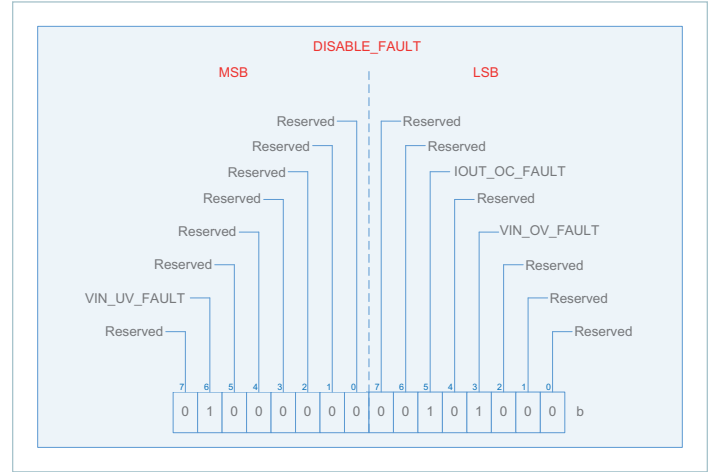 DISABLE_FAULT
MSB LSB
Reserved Reserved
Reserved Reserved
Reserved IOUT_OC_FAULT
Reserved Reserved
Reserved VIN_OV_FAULT
Reserved Reserved
VIN_UV_FAULT Reserved
Reserved Reserved
7 6 5 4 3 2 1 0 7 6 5 4 3 2 1 0
0 1 0 0 0 0 0 0 0 0 1 0 1 0 0 0 b